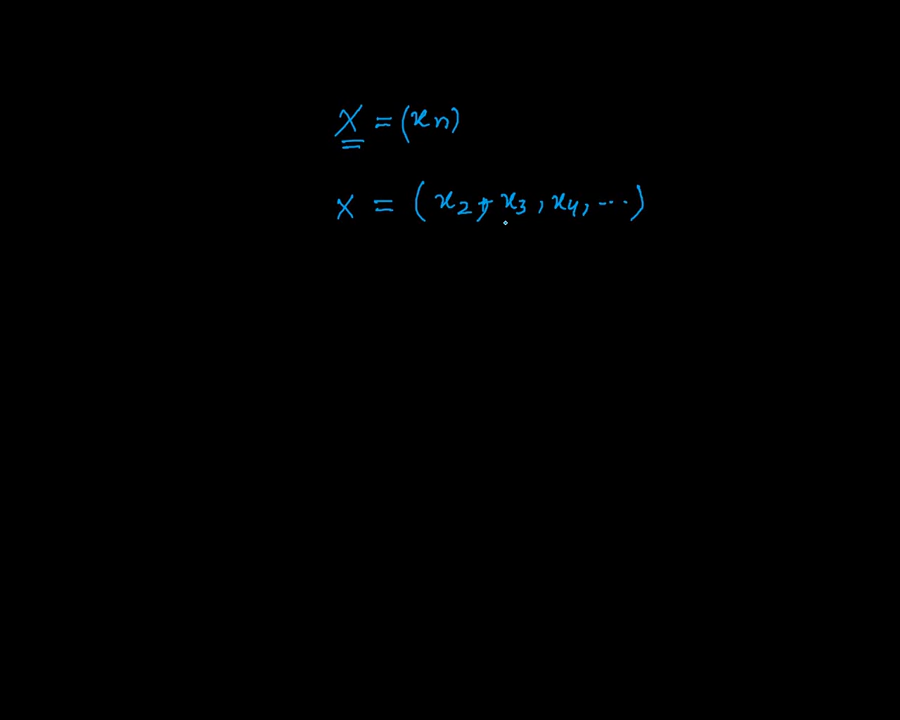 X = (xn)
x = (x2, x3, x4, ...)